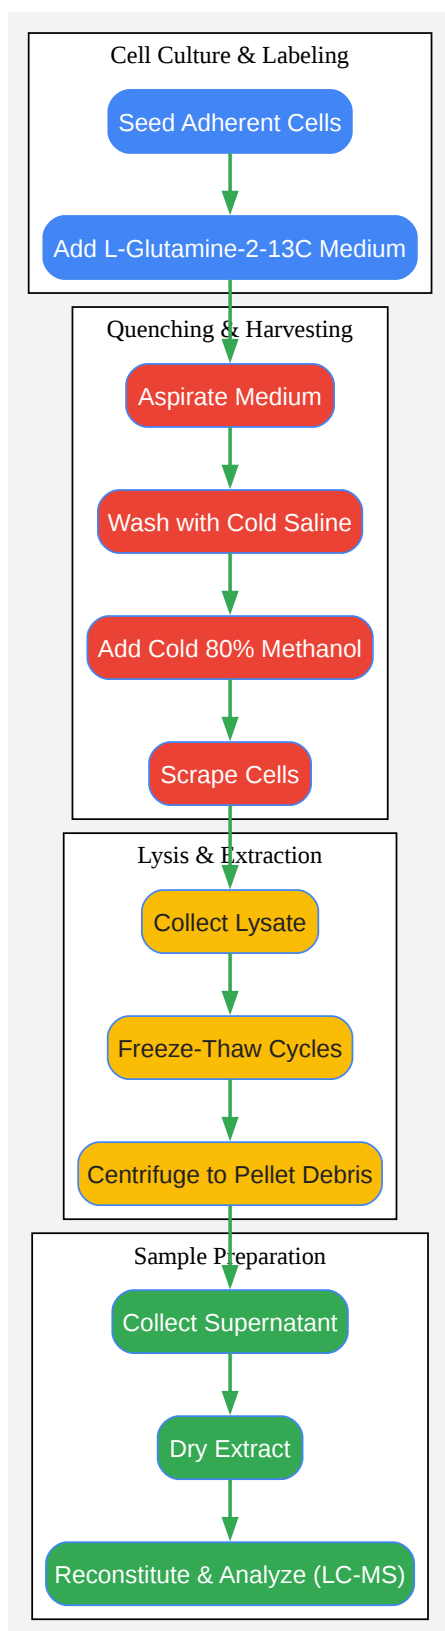 Cell Culture & Labeling
Seed Adherent Cells
Add L-Glutamine-2-13C Medium
Quenching & Harvesting
Aspirate Medium
Wash with Cold Saline
Add Cold 80% Methanol
Scrape Cells
Lysis & Extraction
Collect Lysate
Freeze-Thaw Cycles
Centrifuge to Pellet Debris
Sample Preparation
Collect Supernatant
Dry Extract
Reconstitute & Analyze (LC-MS)